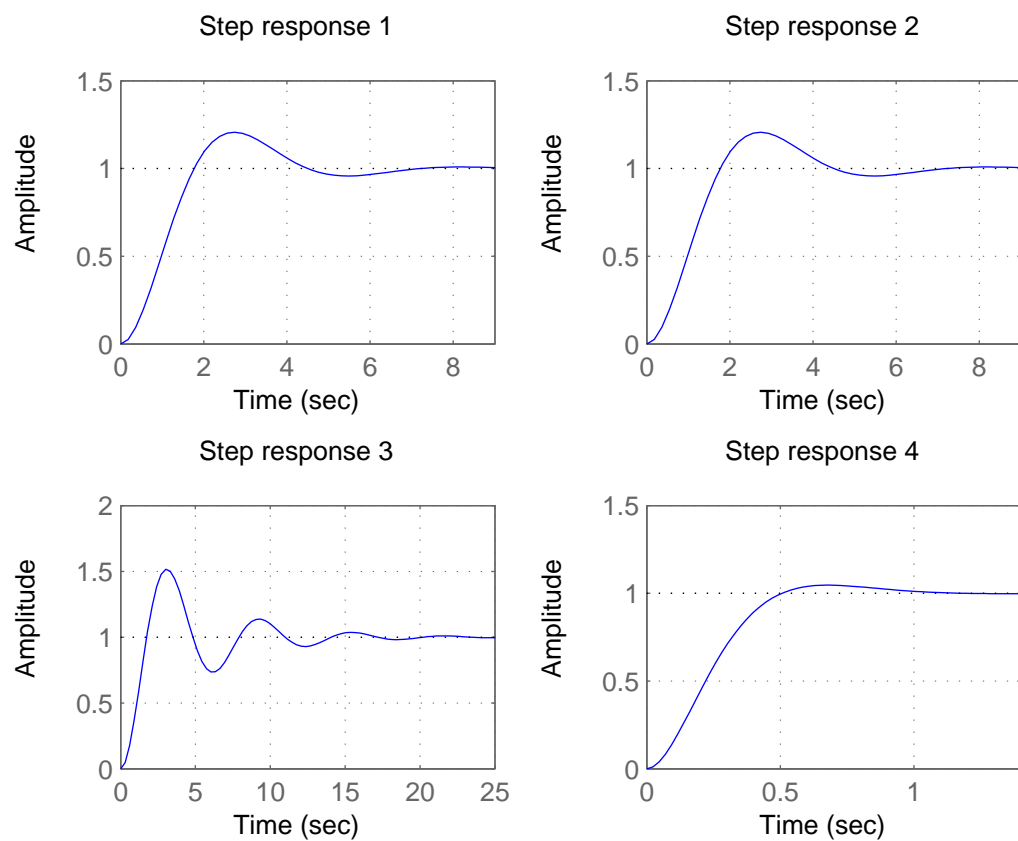 Step response 1
1.5
1
0.5
0
0 2 4 6 8
Amplitude
Time (sec)
Step response 2
1.5
1
0.5
0
0 2 4 6 8
Amplitude
Time (sec)
Step response 3
2
1.5
1
0.5
0
0 5 10 15 20 25
Amplitude
Time (sec)
Step response 4
1.5
1
0.5
0
0 0.5 1
Amplitude
Time (sec)